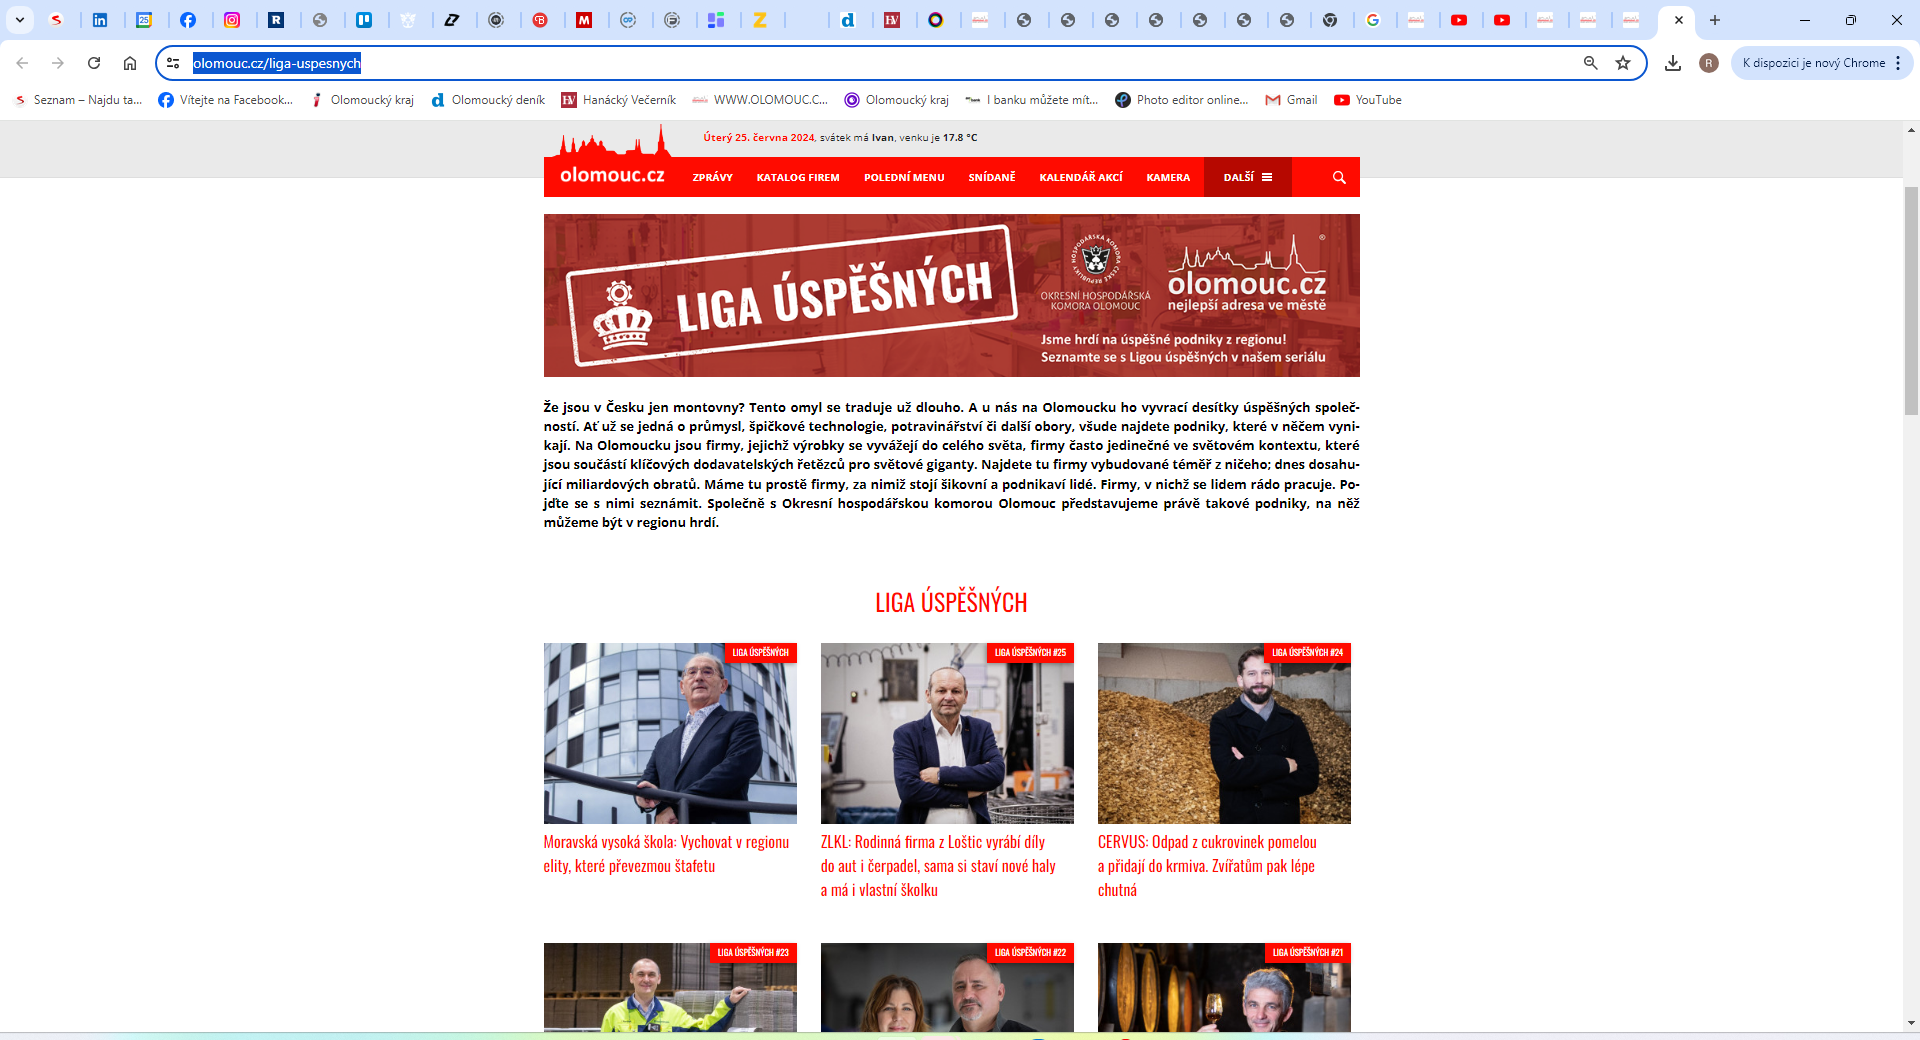 olomouc.cz/liga-uspesnych
K dispozici je nový Chrome
Seznam – Najdu ta...
Vítejte na Facebook...
Olomoucký kraj
Olomoucký deník
Hanácký Večerník
WWW.OLOMOUC.C...
Olomoucký kraj
I banku můžete mít...
Photo editor online...
Gmail
YouTube
Úterý 25. června 2024, svátek má Ivan, venku je 17.8 °C
olomouc.cz
ZPRÁVY
KATALOG FIREM
POLEDNÍ MENU
SNÍDANĚ
KALENDÁŘ AKCÍ
KAMERA
DALŠÍ
LIGA ÚSPĚŠNÝCH
HOSPODÁŘSKÁ KOMORA ČESKÉ REPUBLIKY
OKRESNÍ HOSPODÁŘSKÁ
KOMORA OLOMOUC
olomouc.cz
nejlepší adresa ve městě
Jsme hrdí na úspěšné podniky z regionu!
Seznamte se s Ligou úspěšných v našem seriálu
Že jsou v Česku jen montovny? Tento omyl se traduje už dlouho. A u nás na Olomoucku ho vyvrací desítky úspěšných společ-
ností. Ať už se jedná o průmysl, špičkové technologie, potravinářství či další obory, všude najdete podniky, které v něčem vyni-
kají. Na Olomoucku jsou firmy, jejichž výrobky se vyvážejí do celého světa, firmy často jedinečné ve světovém kontextu, které
jsou součástí klíčových dodavatelských řetězců pro světové giganty. Najdete tu firmy vybudované téměř z ničeho; dnes dosahu-
jící miliardových obratů. Máme tu prostě firmy, za nimiž stojí šikovní a podnikaví lidé. Firmy, v nichž se lidem rádo pracuje. Po-
jďte se s nimi seznámit. Společně s Okresní hospodářskou komorou Olomouc představujeme právě takové podniky, na něž
můžeme být v regionu hrdí.
LIGA ÚSPĚŠNÝCH
LIGA ÚSPĚŠNÝCH
Moravská vysoká škola: Vychovat v regionu
elity, které převezmou štafetu
LIGA ÚSPĚŠNÝCH #25
ZLKL: Rodinná firma z Loštic vyrábí díly
do aut i čerpadel, sama si staví nové haly
a má i vlastní školku
LIGA ÚSPĚŠNÝCH #24
CERVUS: Odpad z cukrovinek pomelou
a přidají do krmiva. Zvířatům pak lépe
chutná
LIGA ÚSPĚŠNÝCH #23
LIGA ÚSPĚŠNÝCH #22
LIGA ÚSPĚŠNÝCH #21